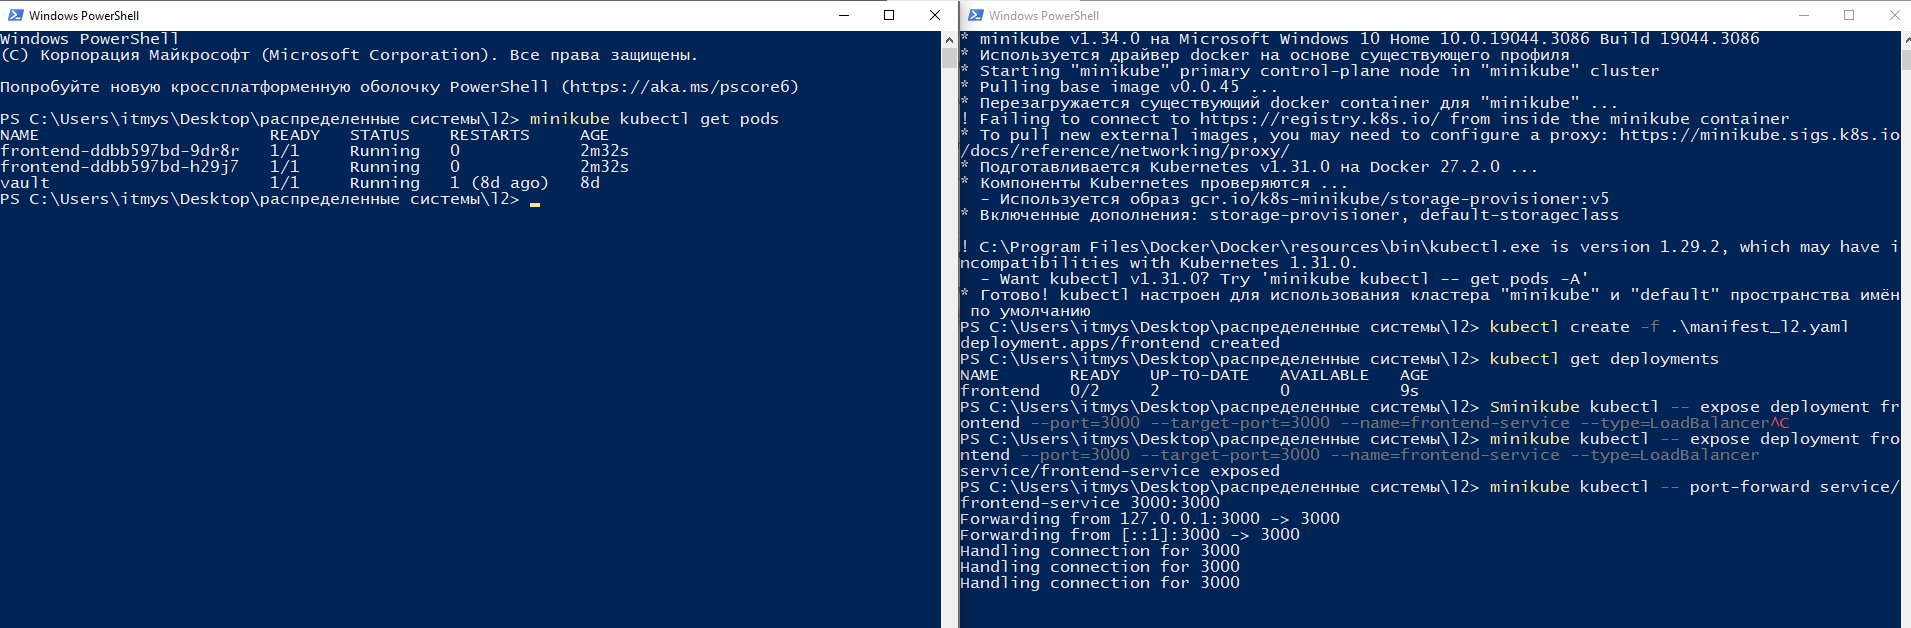 Windows PowerShell
Windows PowerShell
(C) Корпорация Майкрософт (Microsoft Corporation). Все права защищены.
Попробуйте новую кроссплатформенную оболочку PowerShell (https://aka.ms/pscore6)
PS C:\Users\itmys\Desktop\распределенные системы\l2> minikube kubectl get pods
NAME READY STATUS RESTARTS AGE
frontend-ddbb597bd-9dr8r 1/1 Running 0 2m32s
frontend-ddbb597bd-h29j7 1/1 Running 0 2m32s
vault 1/1 Running 1 (8d ago) 8d
PS C:\Users\itmys\Desktop\распределенные системы\l2>
Windows PowerShell
* minikube v1.34.0 на Microsoft Windows 10 Home 10.0.19044.3086 Build 19044.3086
* Используется драйвер docker на основе существующего профиля
* Starting "minikube" primary control-plane node in "minikube" cluster
* Pulling base image v0.0.45 ...
* Перезагружается существующий docker container для "minikube" ...
! Failing to connect to https://registry.k8s.io/ from inside the minikube container
* To pull new external images, you may need to configure a proxy: https://minikube.sigs.k8s.io
/docs/reference/networking/proxy/
* Подготавливается Kubernetes v1.31.0 на Docker 27.2.0 ...
* Компоненты Kubernetes проверяются ...
- Используется образ gcr.io/k8s-minikube/storage-provisioner:v5
* Включенные дополнения: storage-provisioner, default-storageclass
! C:\Program Files\Docker\Docker\resources\bin\kubectl.exe is version 1.29.2, which may have i
ncompatibilities with Kubernetes 1.31.0.
- Want kubectl v1.31.0? Try 'minikube kubectl -- get pods -A'
* Готово! kubectl настроен для использования кластера "minikube" и "default" пространства имён
по умолчанию
PS C:\Users\itmys\Desktop\распределенные системы\l2> kubectl create -f .\manifest_l2.yaml
deployment.apps/frontend created
PS C:\Users\itmys\Desktop\распределенные системы\l2> kubectl get deployments
NAME READY UP-TO-DATE AVAILABLE AGE
frontend 0/2 2 0 9s
PS C:\Users\itmys\Desktop\распределенные системы\l2> Sminikube kubectl -- expose deployment fr
ontend --port=3000 --target-port=3000 --name=frontend-service --type=LoadBalancer^C
PS C:\Users\itmys\Desktop\распределенные системы\l2> minikube kubectl -- expose deployment fro
ntend --port=3000 --target-port=3000 --name=frontend-service --type=LoadBalancer
service/frontend-service exposed
PS C:\Users\itmys\Desktop\распределенные системы\l2> minikube kubectl -- port-forward service/
frontend-service 3000:3000
Forwarding from 127.0.0.1:3000 -> 3000
Forwarding from [::1]:3000 -> 3000
Handling connection for 3000
Handling connection for 3000
Handling connection for 3000